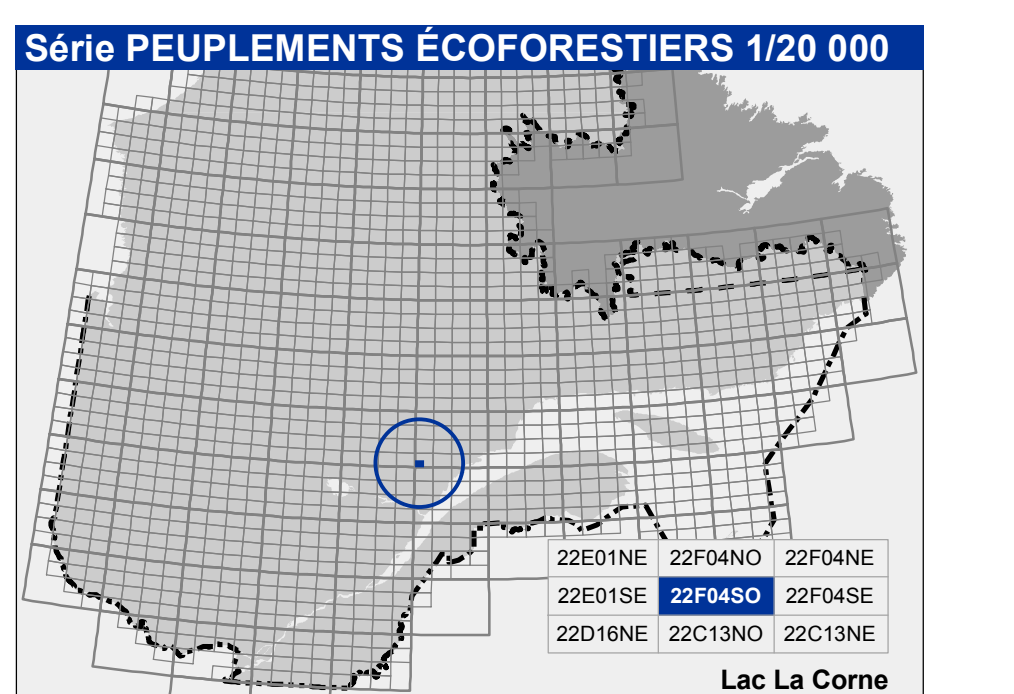 Série PEUPLEMENTS ÉCOFORESTIERS 1/20 000
22E01NE 22F04NO 22F04NE
22E01SE 22F04SO 22F04SE
22D16NE 22C13NO 22C13NE
Lac La Corne